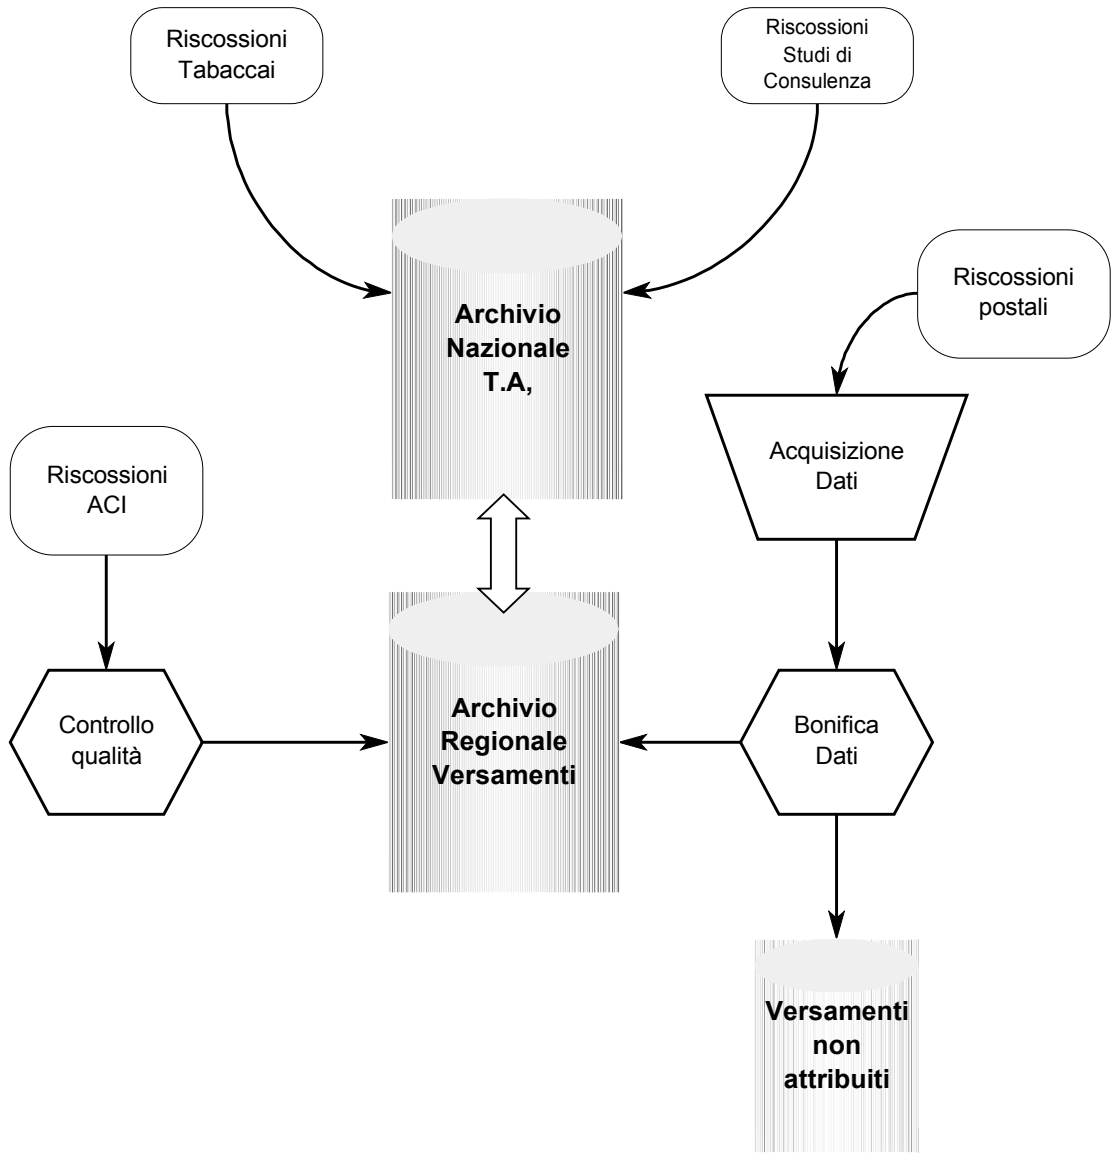 Riscossioni
Tabaccai
Riscossioni
Studi di
Consulenza
Riscossioni
postali
Archivio
Nazionale
T.A,
Acquisizione
Dati
Riscossioni
ACI
Controllo
qualità
Archivio
Regionale
Versamenti
Bonifica
Dati
Versamenti
non
attribuiti